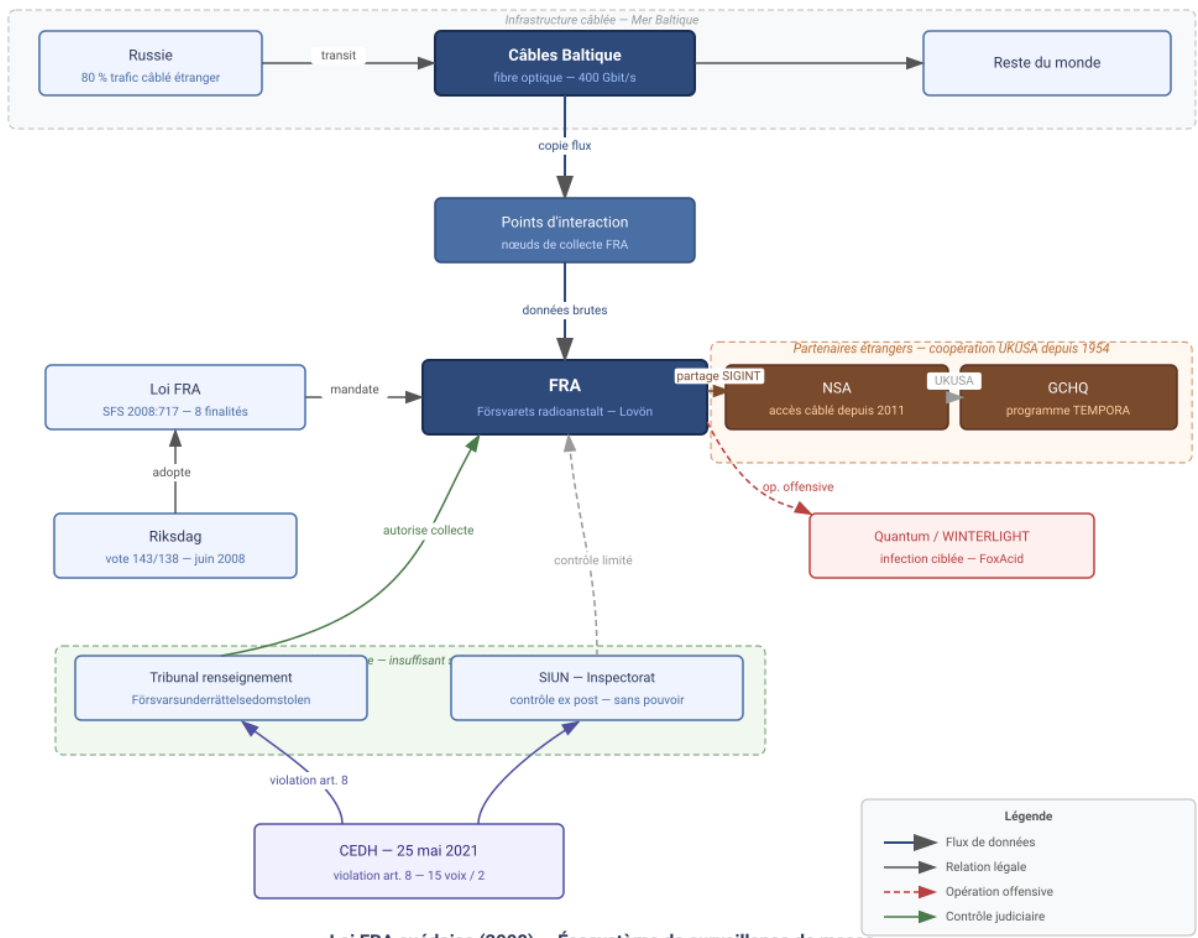 Infrastructure câblée — Mer Baltique
Russie
80 % trafic câblé étranger
transit
Câbles Baltique
fibre optique — 400 Gbit/s
Reste du monde
copie flux
Points d'interaction
nœuds de collecte FRA
données brutes
Partenaires étrangers — coopération UKUSA depuis 1954
Loi FRA
SFS 2008:717 — 8 finalités
mandate
FRA
Försvarets radioanstalt — Lovön
partage SIGINT
NSA
accès câblé depuis 2011
UKUSA
GCHQ
programme TEMPORA
adopte
op. offensive
Riksdag
vote 143/138 — juin 2008
autorise collecte
Quantum / WINTERLIGHT
infection ciblée — FoxAcid
contrôle limité
e — insuffisant
Tribunal renseignement
Försvarsunderrättelsedomstolen
SIUN — Inspectorat
contrôle ex post — sans pouvoir
violation art. 8
CEDH — 25 mai 2021
violation art. 8 — 15 voix / 2
Légende
Flux de données
Relation légale
Opération offensive
Contrôle judiciaire